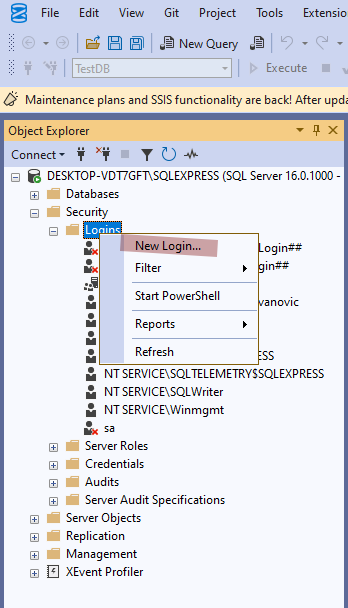 File View Git Project Tools Extensio
New Query
TestDB Execute
Maintenance plans and SSIS functionality are back! After upda
Object Explorer
Connect
DESKTOP-VDT7GFT\SQLEXPRESS (SQL Server 16.0.1000 -
Databases
Security
Logins
New Login... Login##
Filter gin##
Start PowerShell vanovic
Reports
Refresh ESS
NT SERVICE\SQLTELEMETRY$SQLEXPRESS
NT SERVICE\SQLWriter
NT SERVICE\Winmgmt
sa
Server Roles
Credentials
Audits
Server Audit Specifications
Server Objects
Replication
Management
XEvent Profiler